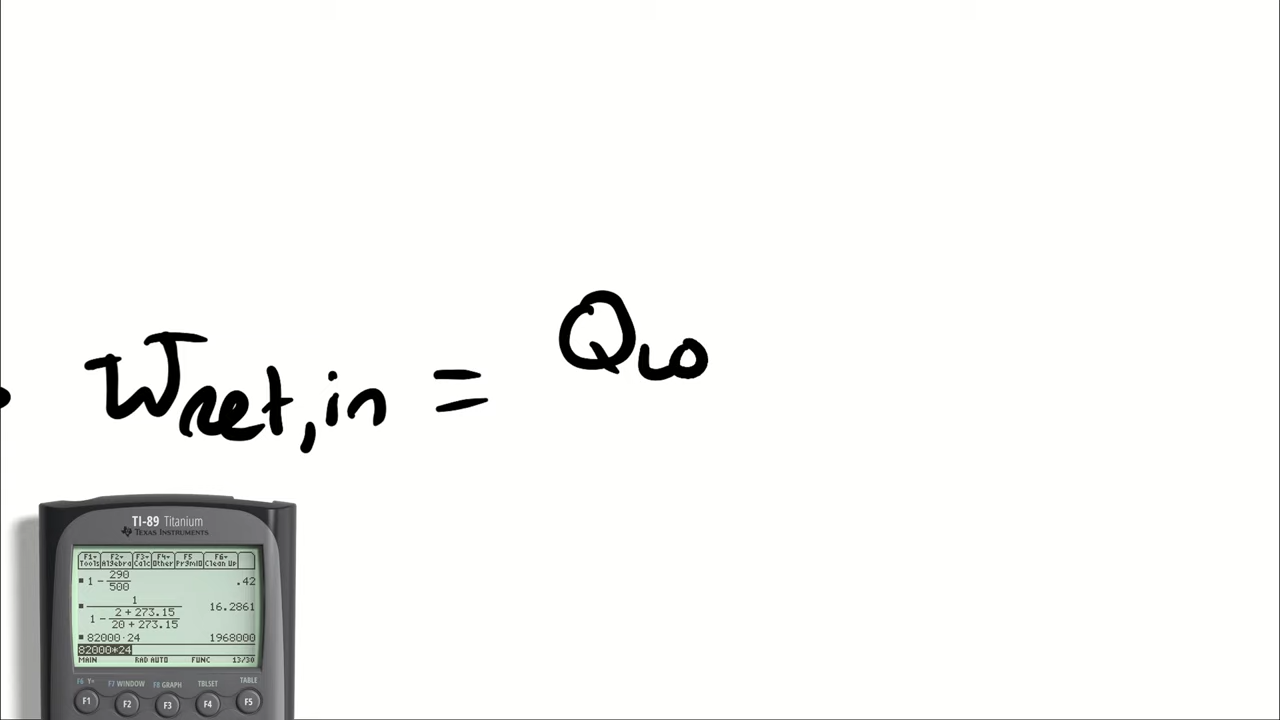 W̄net,in = Q̲Lo
TI-89 Titanium
TEXAS INSTRUMENTS
F1 Tools F2 Algebra F3 Calc F4 Other F5 PrgmIO F6 Clean Up
1 - 290/500 .42
1/(1 - (2 + 273.15)/(20 + 273.15)) 16.2861
82000·24 1968000
82000*24
MAIN RAD AUTO FUNC 13/30
F6 Y= F7 WINDOW F8 GRAPH TBLSET TABLE
F1 F2 F3 F4 F5